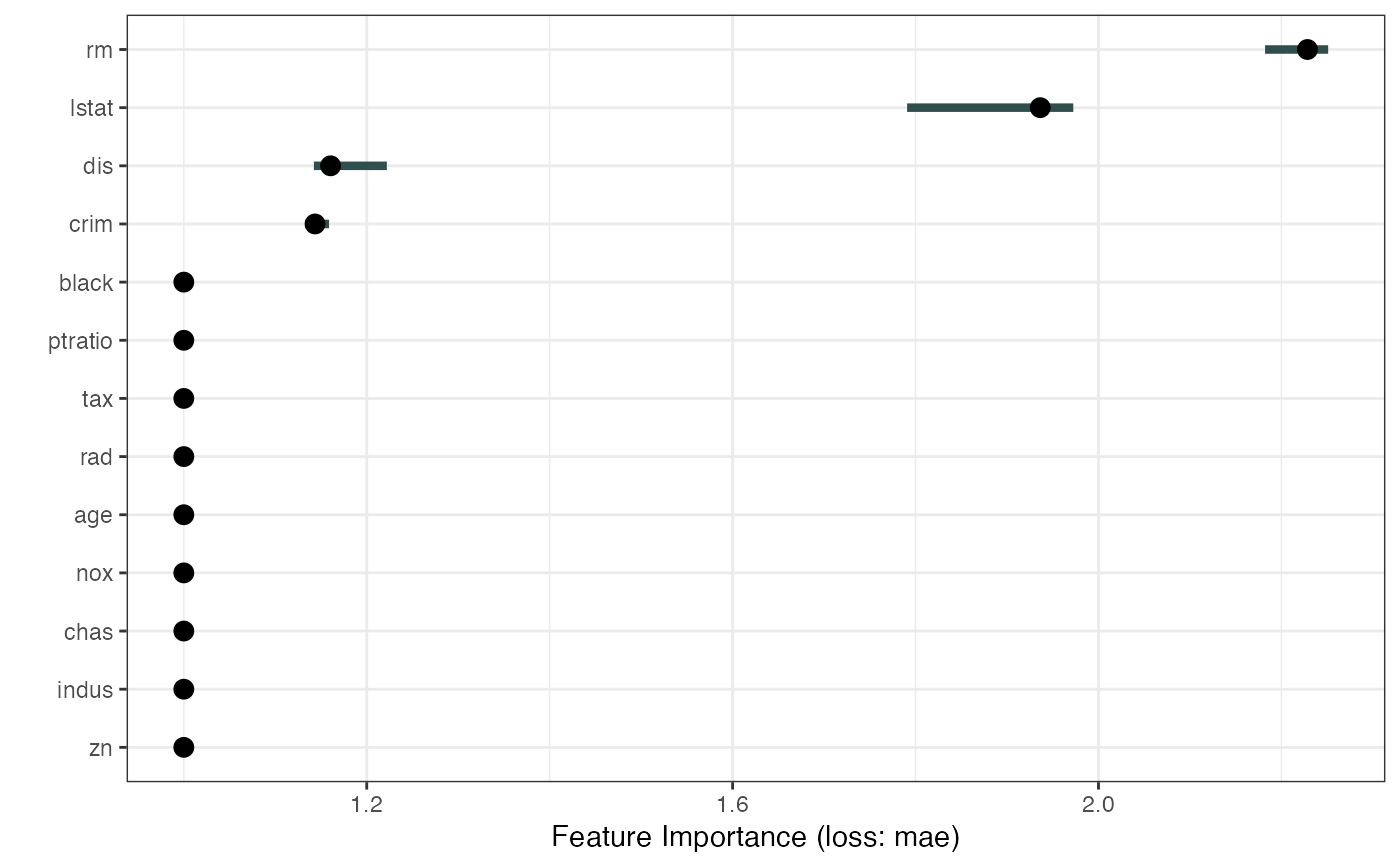 rm
lstat
dis
crim
black
ptratio
tax
rad
age
nox
chas
indus
zn
1.2 1.6 2.0
Feature Importance (loss: mae)